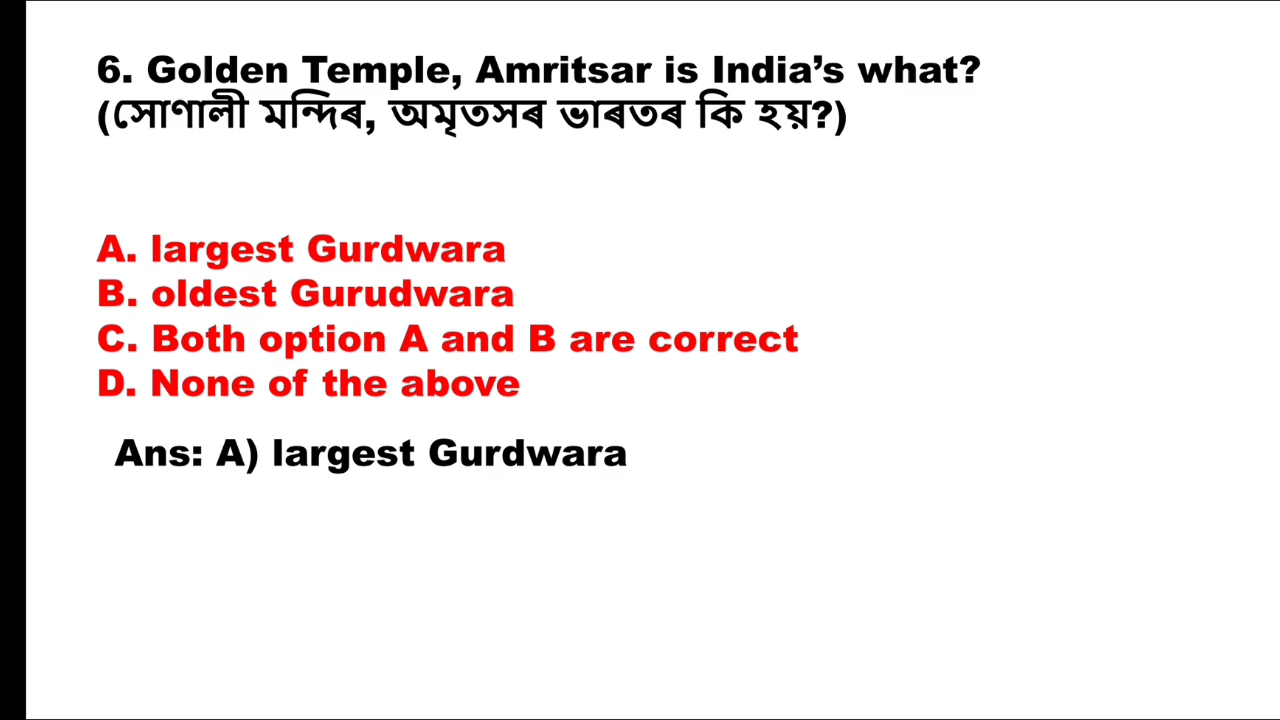 6. Golden Temple, Amritsar is India’s what?
(সোণালী মন্দিৰ, অমৃতসৰ ভাৰতৰ কি হয়?)
A. largest Gurdwara
B. oldest Gurudwara
C. Both option A and B are correct
D. None of the above
Ans: A) largest Gurdwara